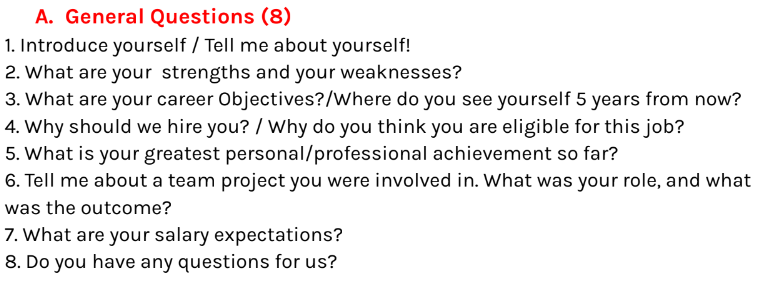 A. General Questions (8)
1. Introduce yourself / Tell me about yourself!
2. What are your strengths and your weaknesses?
3. What are your career Objectives?/Where do you see yourself 5 years from now?
4. Why should we hire you? / Why do you think you are eligible for this job?
5. What is your greatest personal/professional achievement so far?
6. Tell me about a team project you were involved in. What was your role, and what
was the outcome?
7. What are your salary expectations?
8. Do you have any questions for us?